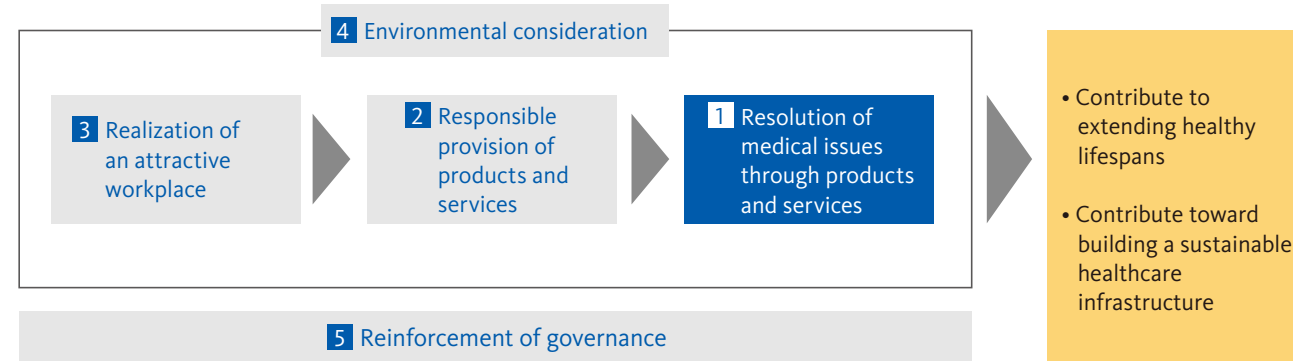 4 Environmental consideration
3 Realization of
an attractive
workplace
2 Responsible
provision of
products and
services
1 Resolution of
medical issues
through products
and services
• Contribute to
extending healthy
lifespans
• Contribute toward
building a sustainable
healthcare
infrastructure
5 Reinforcement of governance